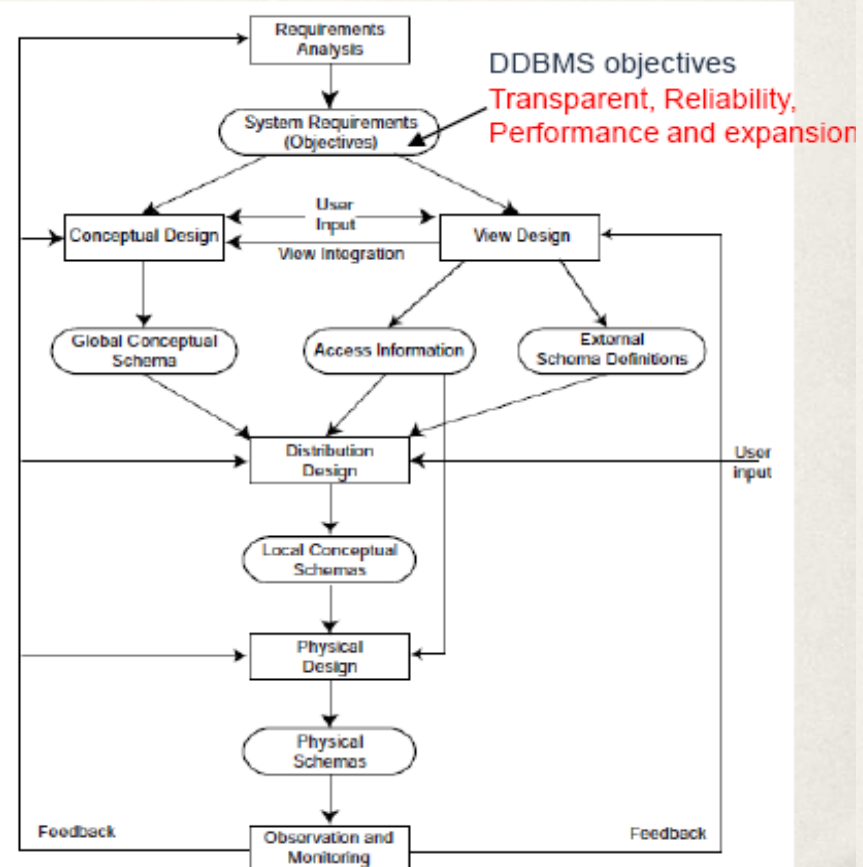 Requirements
Analysis
DDBMS objectives
Transparent, Reliability,
Performance and expansion
System Requirements
(Objectives)
User
Input
Conceptual Design
View Design
View Integration
Global Conceptual
Schema
Access Information
External
Schema Definitions
Distribution
Design
User
input
Local Conceptual
Schemas
Physical
Design
Physical
Schemas
Feedback
Observation and
Monitoring
Feedback